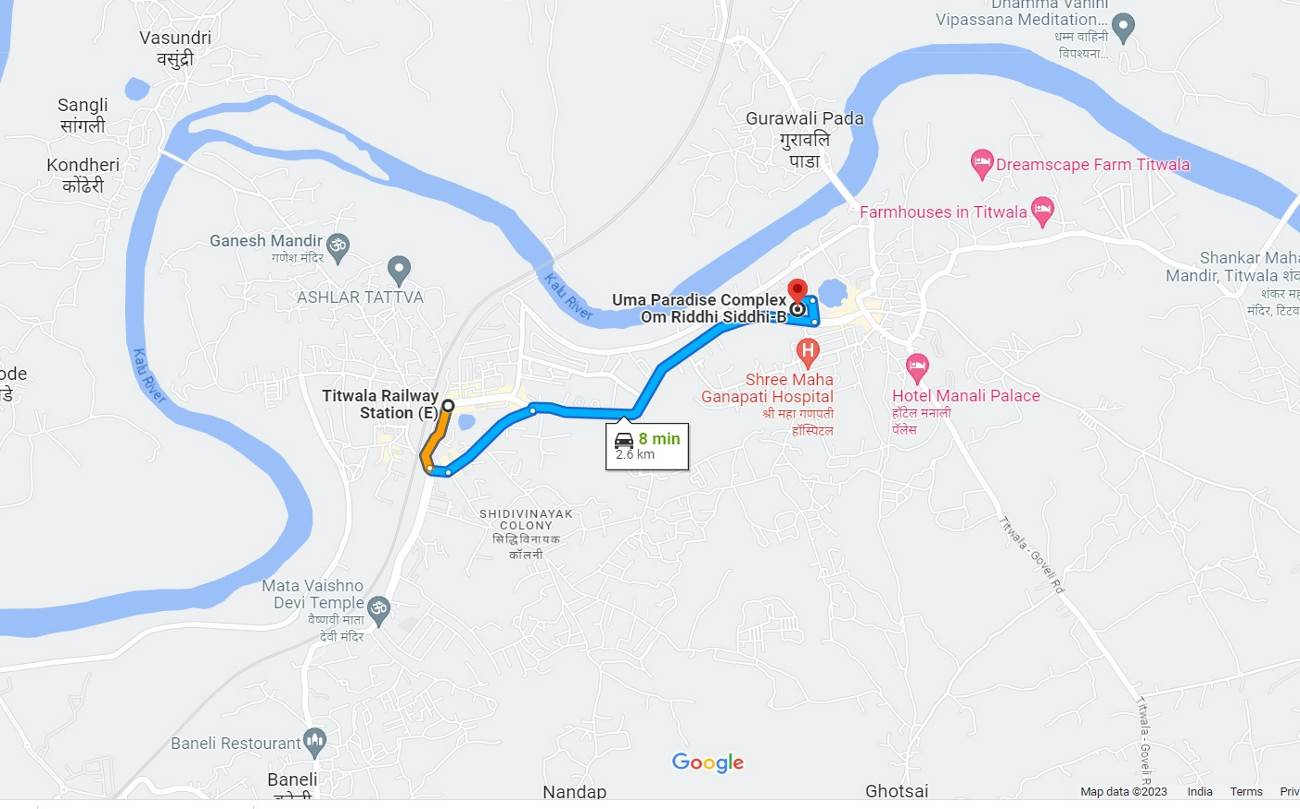 Dhamma Vahini
Vipassana Meditation...
धम्म वाहिनी
विपश्यना...
Vasundri
वसुंद्री
Sangli
सांगली
Kondheri
कोंढेरी
Gurawali Pada
गुरावलि
पाडा
Dreamscape Farm Titwala
Farmhouses in Titwala
Ganesh Mandir
गणेश मंदिर
ASHLAR TATTVA
Kalu River
Shankar Maha
Mandir, Titwala
शंकर मह
मंदिर, टिटव
Uma Paradise Complex
Om Riddhi Siddhi-B
Kalu River
H
Shree Maha
Ganapati Hospital
श्री महा गणपती
हॉस्पिटल
Hotel Manali Palace
हॉटेल मनाली
पॅलेस
Titwala Railway
Station (E)
8 min
2.6 km
SHIDIVINAYAK
COLONY
सिद्धिविनायक
कॉलनी
Titwala - Goveli Rd
Mata Vaishno
Devi Temple
वैष्णवी माता
देवी मंदिर
Titwala - Goveli R
Baneli Restourant
Baneli
Google
Nandap
Ghotsai
Map data ©2023
India
Terms